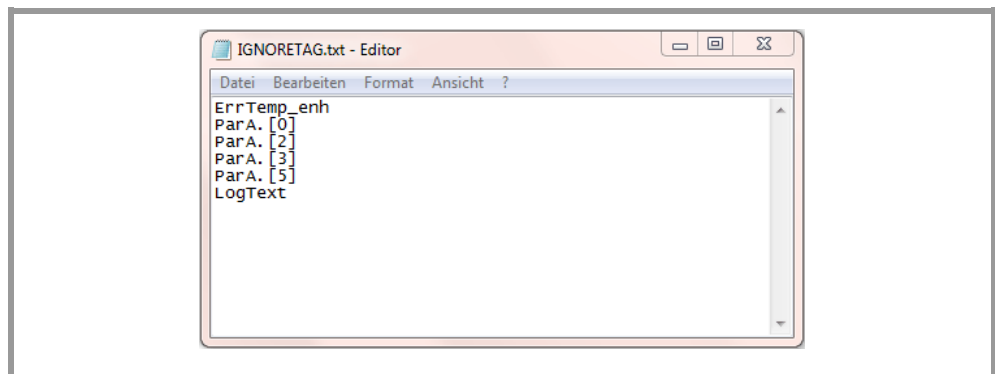 IGNORETAG.txt - Editor
Datei Bearbeiten Format Ansicht ?
ErrTemp_enh
ParA.[0]
ParA.[2]
ParA.[3]
ParA.[5]
LogText